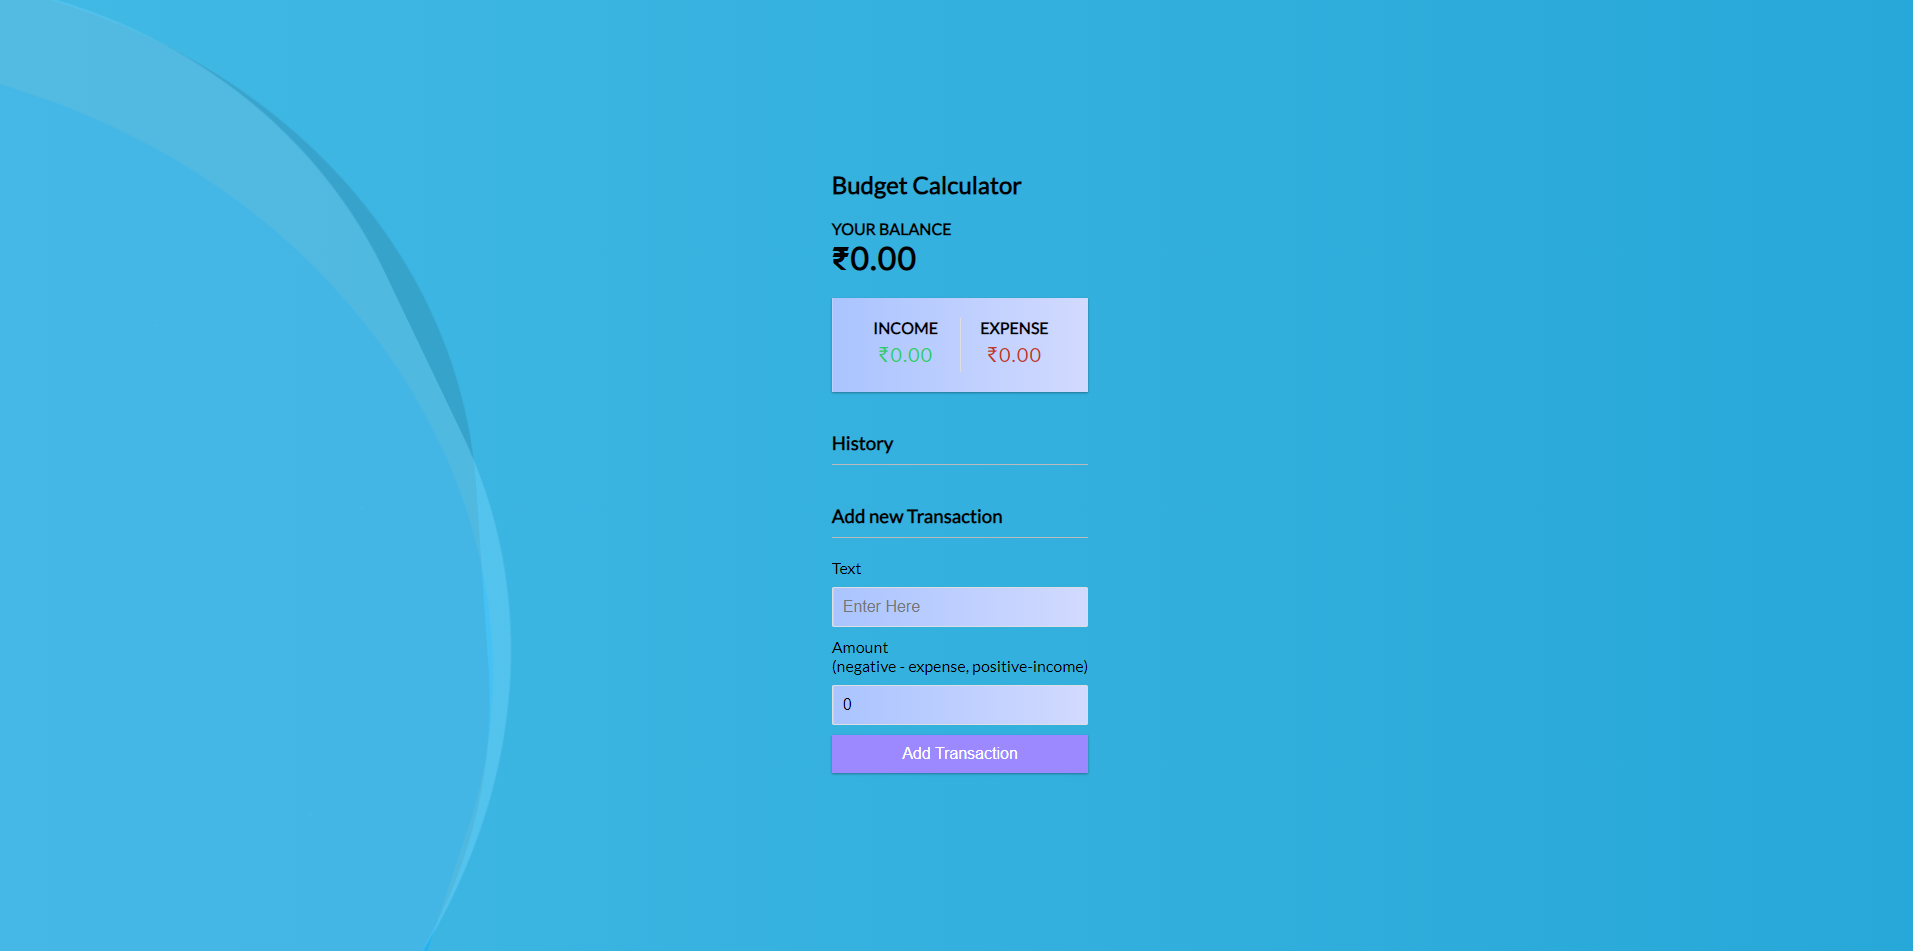 Budget Calculator
YOUR BALANCE
₹0.00
INCOME EXPENSE
₹0.00 ₹0.00
History
Add new Transaction
Text
Enter Here
Amount
(negative - expense, positive-income)
0
Add Transaction